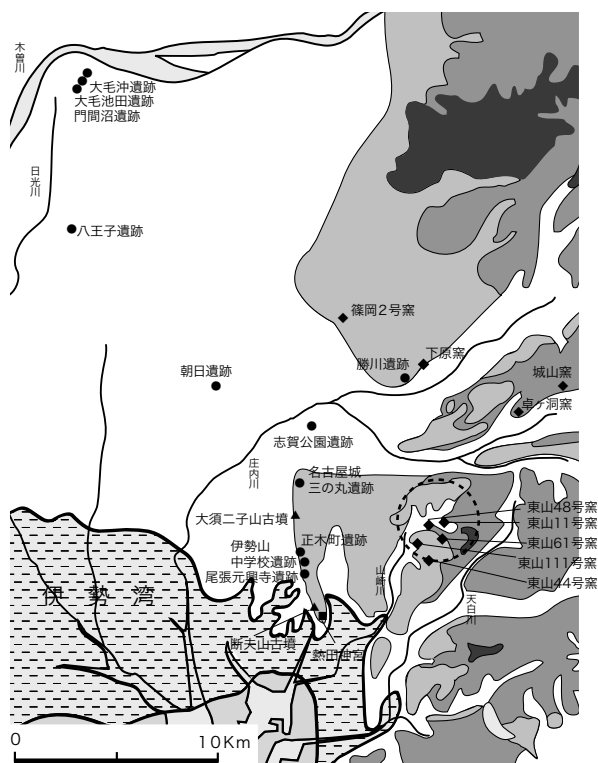 木曽川
大毛沖遺跡
大毛池田遺跡
門間沼遺跡
日光川
八王子遺跡
篠岡2号窯
下原窯
勝川遺跡
朝日遺跡
城山窯
卓ヶ洞窯
志賀公園遺跡
庄内川
名古屋城
三の丸遺跡
東山48号窯
大須二子山古墳
東山11号窯
正木町遺跡
東山61号窯
伊勢山
中学校遺跡
東山111号窯
尾張元興寺遺跡
山崎川
東山44号窯
伊勢湾
天白川
断夫山古墳
熱田神宮
0
10Km